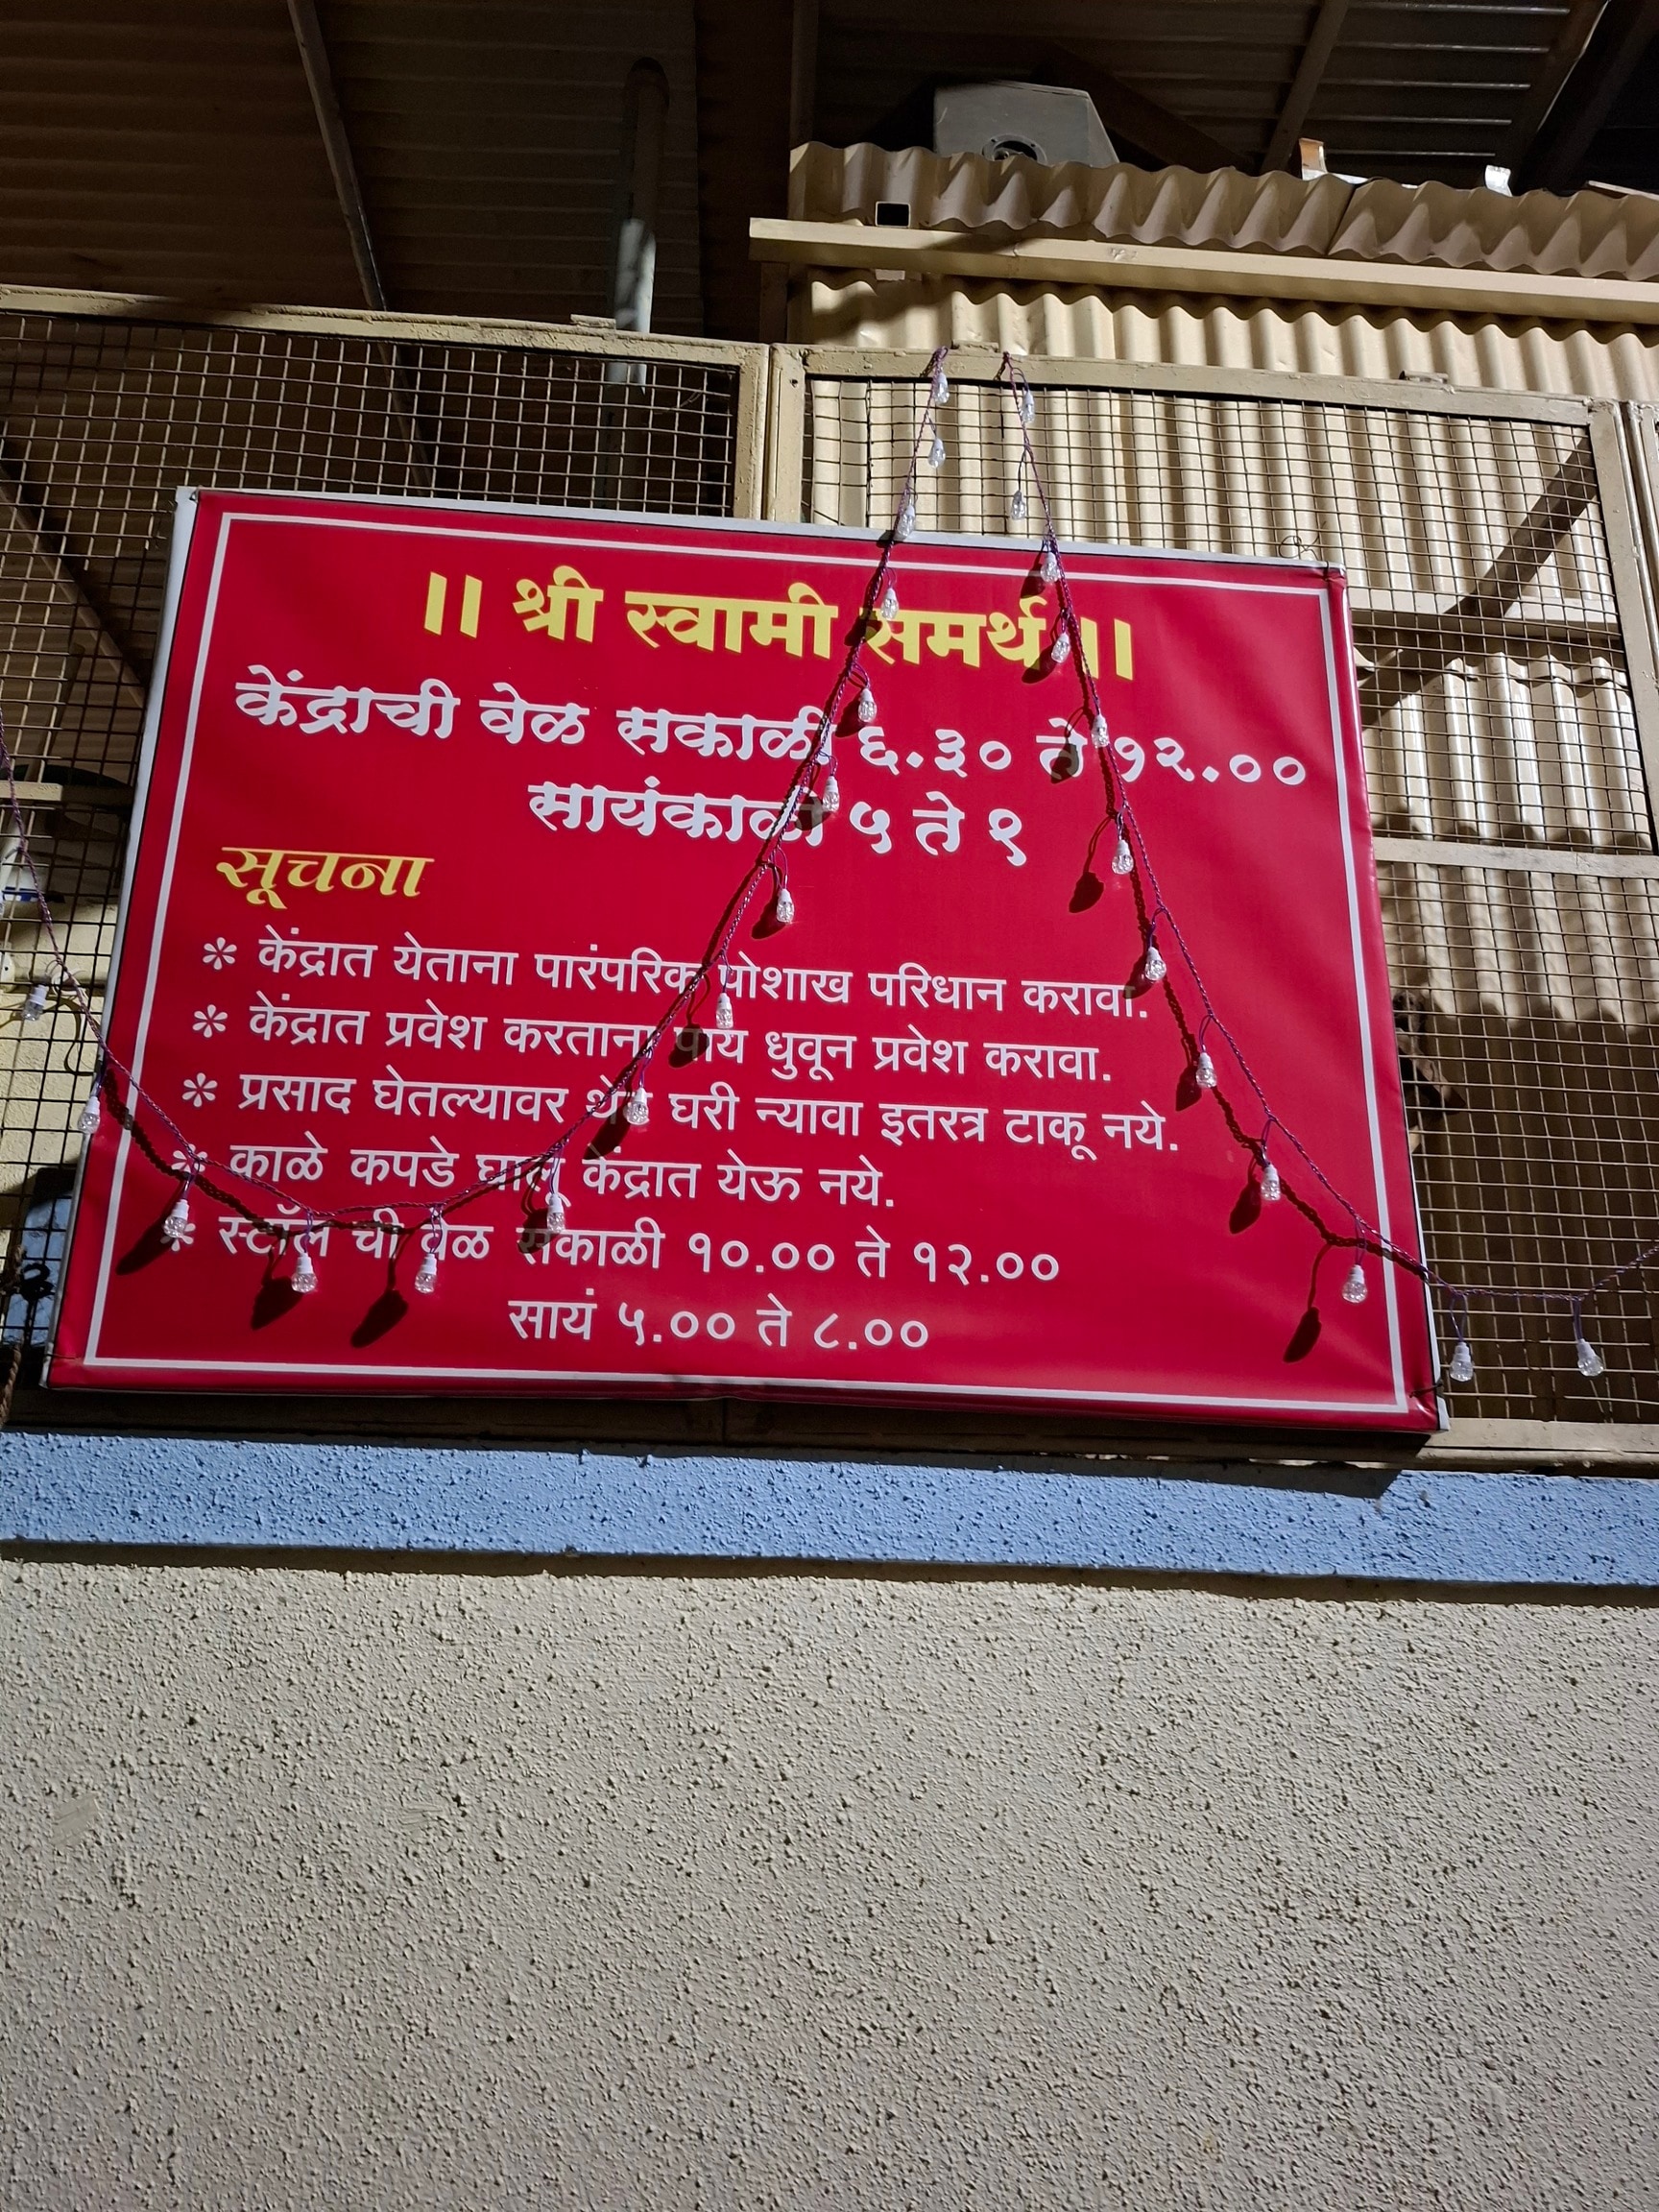 ।। श्री स्वामी समर्थ ।।
केंद्राची वेळ सकाळी ६.३० ते १२.००
सायंकाळी ५ ते ९
सूचना
* केंद्रात येताना पारंपरिक पोशाख परिधान करावा.
* केंद्रात प्रवेश करताना पाय धुवून प्रवेश करावा.
* प्रसाद घेतल्यावर थेट घरी न्यावा इतरत्र टाकू नये.
* काळे कपडे घालू केंद्रात येऊ नये.
* स्टॉल ची वेळ सकाळी १०.०० ते १२.००
सायं ५.०० ते ८.००